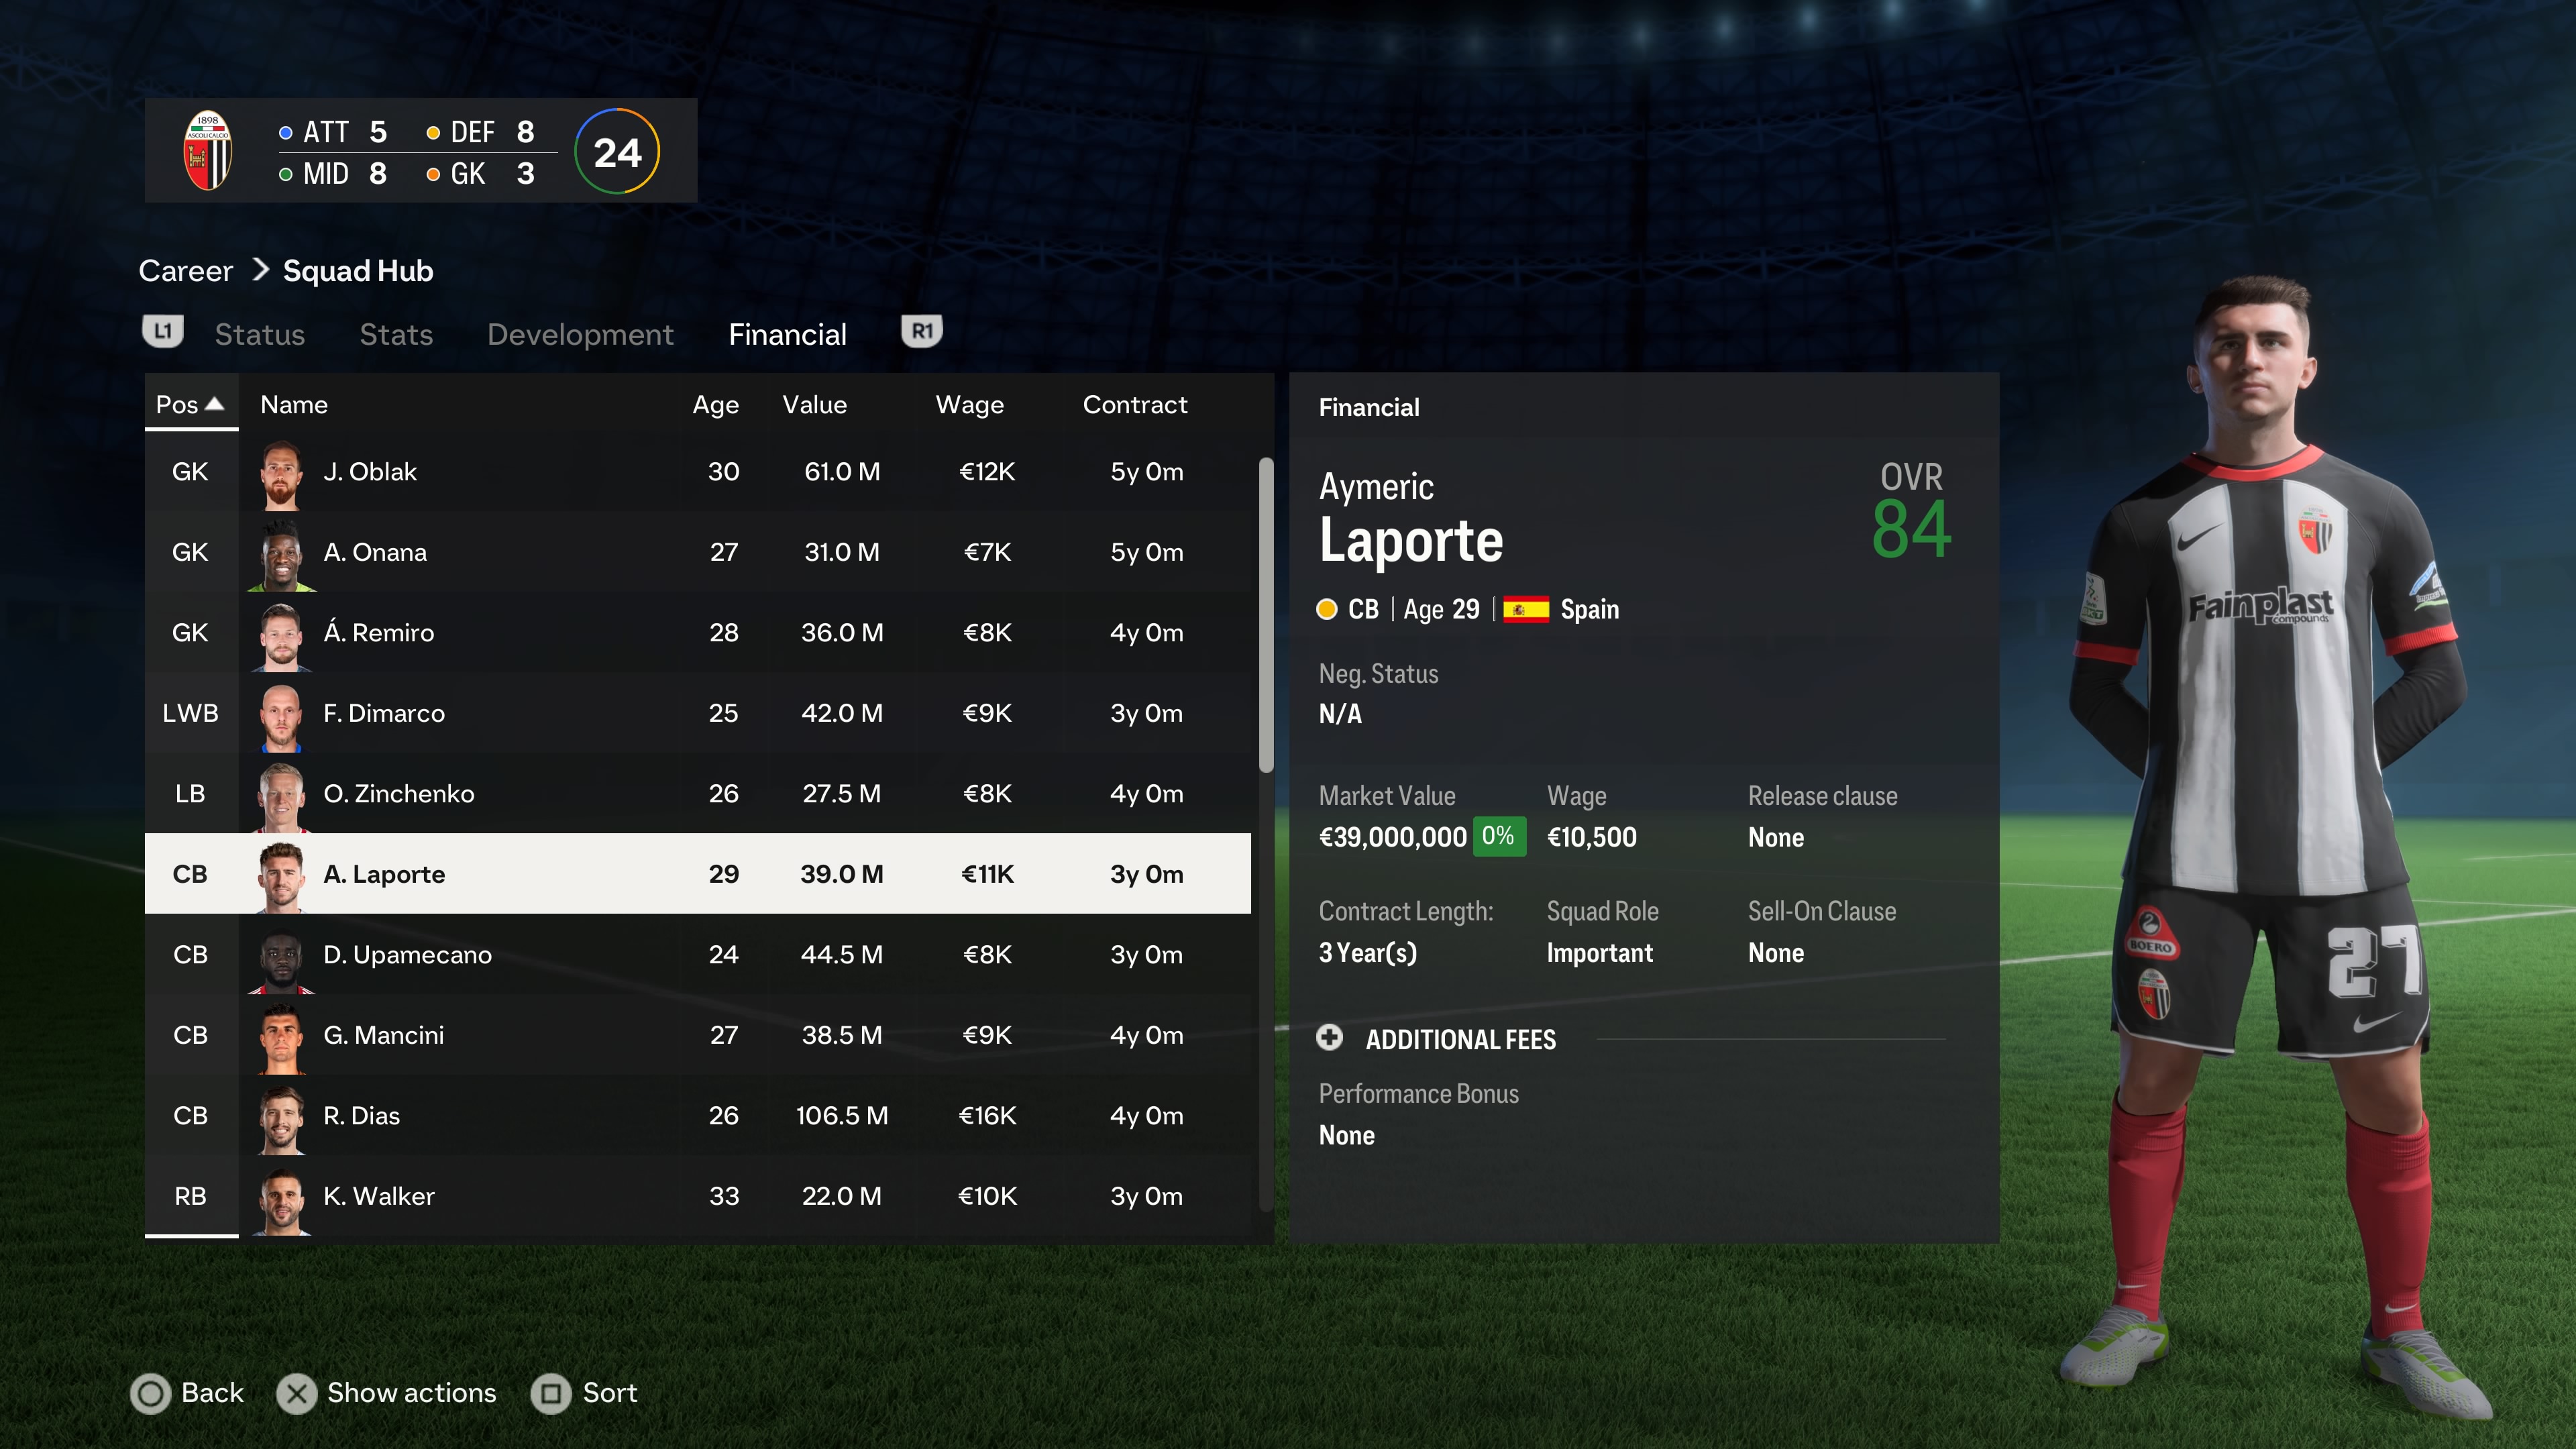 1898
ASCOLI CALCIO
ATT 5 DEF 8
MID 8 GK 3
24
Career > Squad Hub
L1 Status Stats Development Financial R1
Pos Name Age Value Wage Contract
GK J. Oblak 30 61.0 M €12K 5y 0m
GK A. Onana 27 31.0 M €7K 5y 0m
GK Á. Remiro 28 36.0 M €8K 4y 0m
LWB F. Dimarco 25 42.0 M €9K 3y 0m
LB O. Zinchenko 26 27.5 M €8K 4y 0m
CB A. Laporte 29 39.0 M €11K 3y 0m
CB D. Upamecano 24 44.5 M €8K 3y 0m
CB G. Mancini 27 38.5 M €9K 4y 0m
CB R. Dias 26 106.5 M €16K 4y 0m
RB K. Walker 33 22.0 M €10K 3y 0m
Financial
Aymeric
Laporte
OVR
84
CB | Age 29 | Spain
Neg. Status
N/A
Market Value Wage Release clause
€39,000,000 0% €10,500 None
Contract Length: Squad Role Sell-On Clause
3 Year(s) Important None
ADDITIONAL FEES
Performance Bonus
None
Fainplast
compounds
BOERO
27
Back Show actions Sort